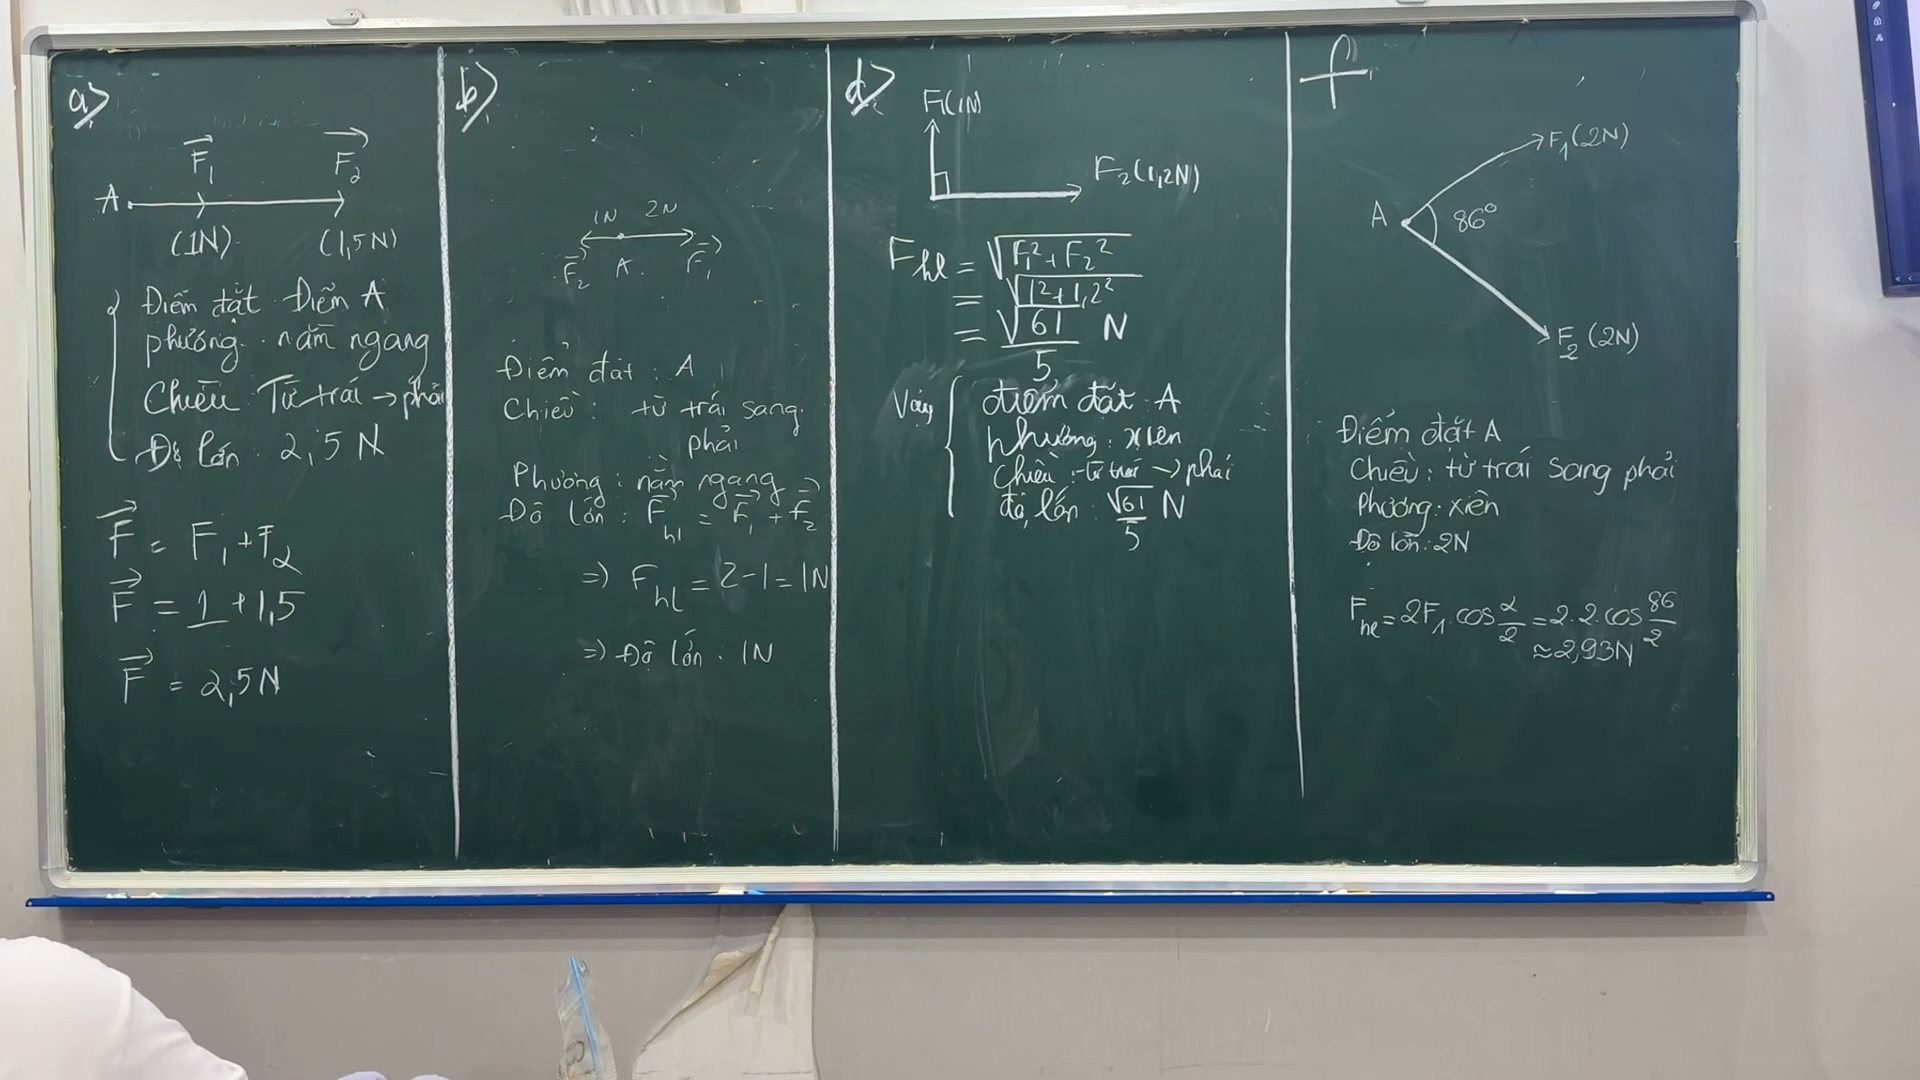 a)
F₁ F₂
A
(1N) (1,5N)
Điểm đặt: Điểm A
phương: nằm ngang
Chiều: Từ trái → phải
Độ lớn: 2,5 N
F = F₁ + F₂
F = 1 + 1,5
F = 2,5N
b)
1N 2N
F₂ A F₁
Điểm đặt: A
Chiều: từ trái sang
phải
Phương: nằm ngang
Độ lớn: F hl = F₁ + F₂
=> F hl = 2 - 1 = 1N
=> Độ lớn: 1N
d)
F₁(1N)
F₂(1,2N)
F hl = √F₁² + F₂²
= √1² + 1,2²
= √61/5 N
Vậy điểm đặt: A
phương: xiên
chiều: từ trái → phải
độ lớn: √61/5 N
f
F₁(2N)
A 86°
F₂(2N)
Điểm đặt A
Chiều: từ trái sang phải
Phương: xiên
Độ lớn: 2N
F hl = 2F₁.cos α/2 = 2.2.cos 86/2
≈ 2,93N